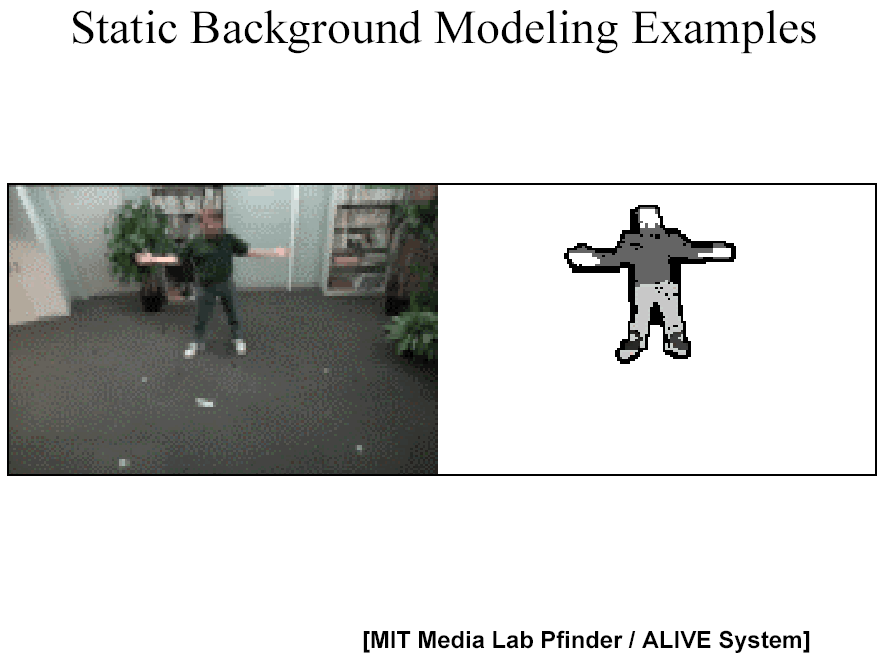 Static Background Modeling Examples
[MIT Media Lab Pfinder / ALIVE System]